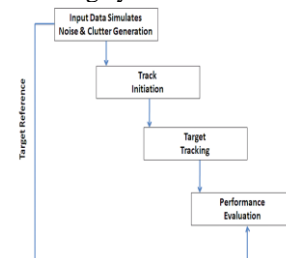 Input Data Simulates
Noise & Clutter Generation
Track
Initiation
Target
Tracking
Performance
Evaluation
Target Reference